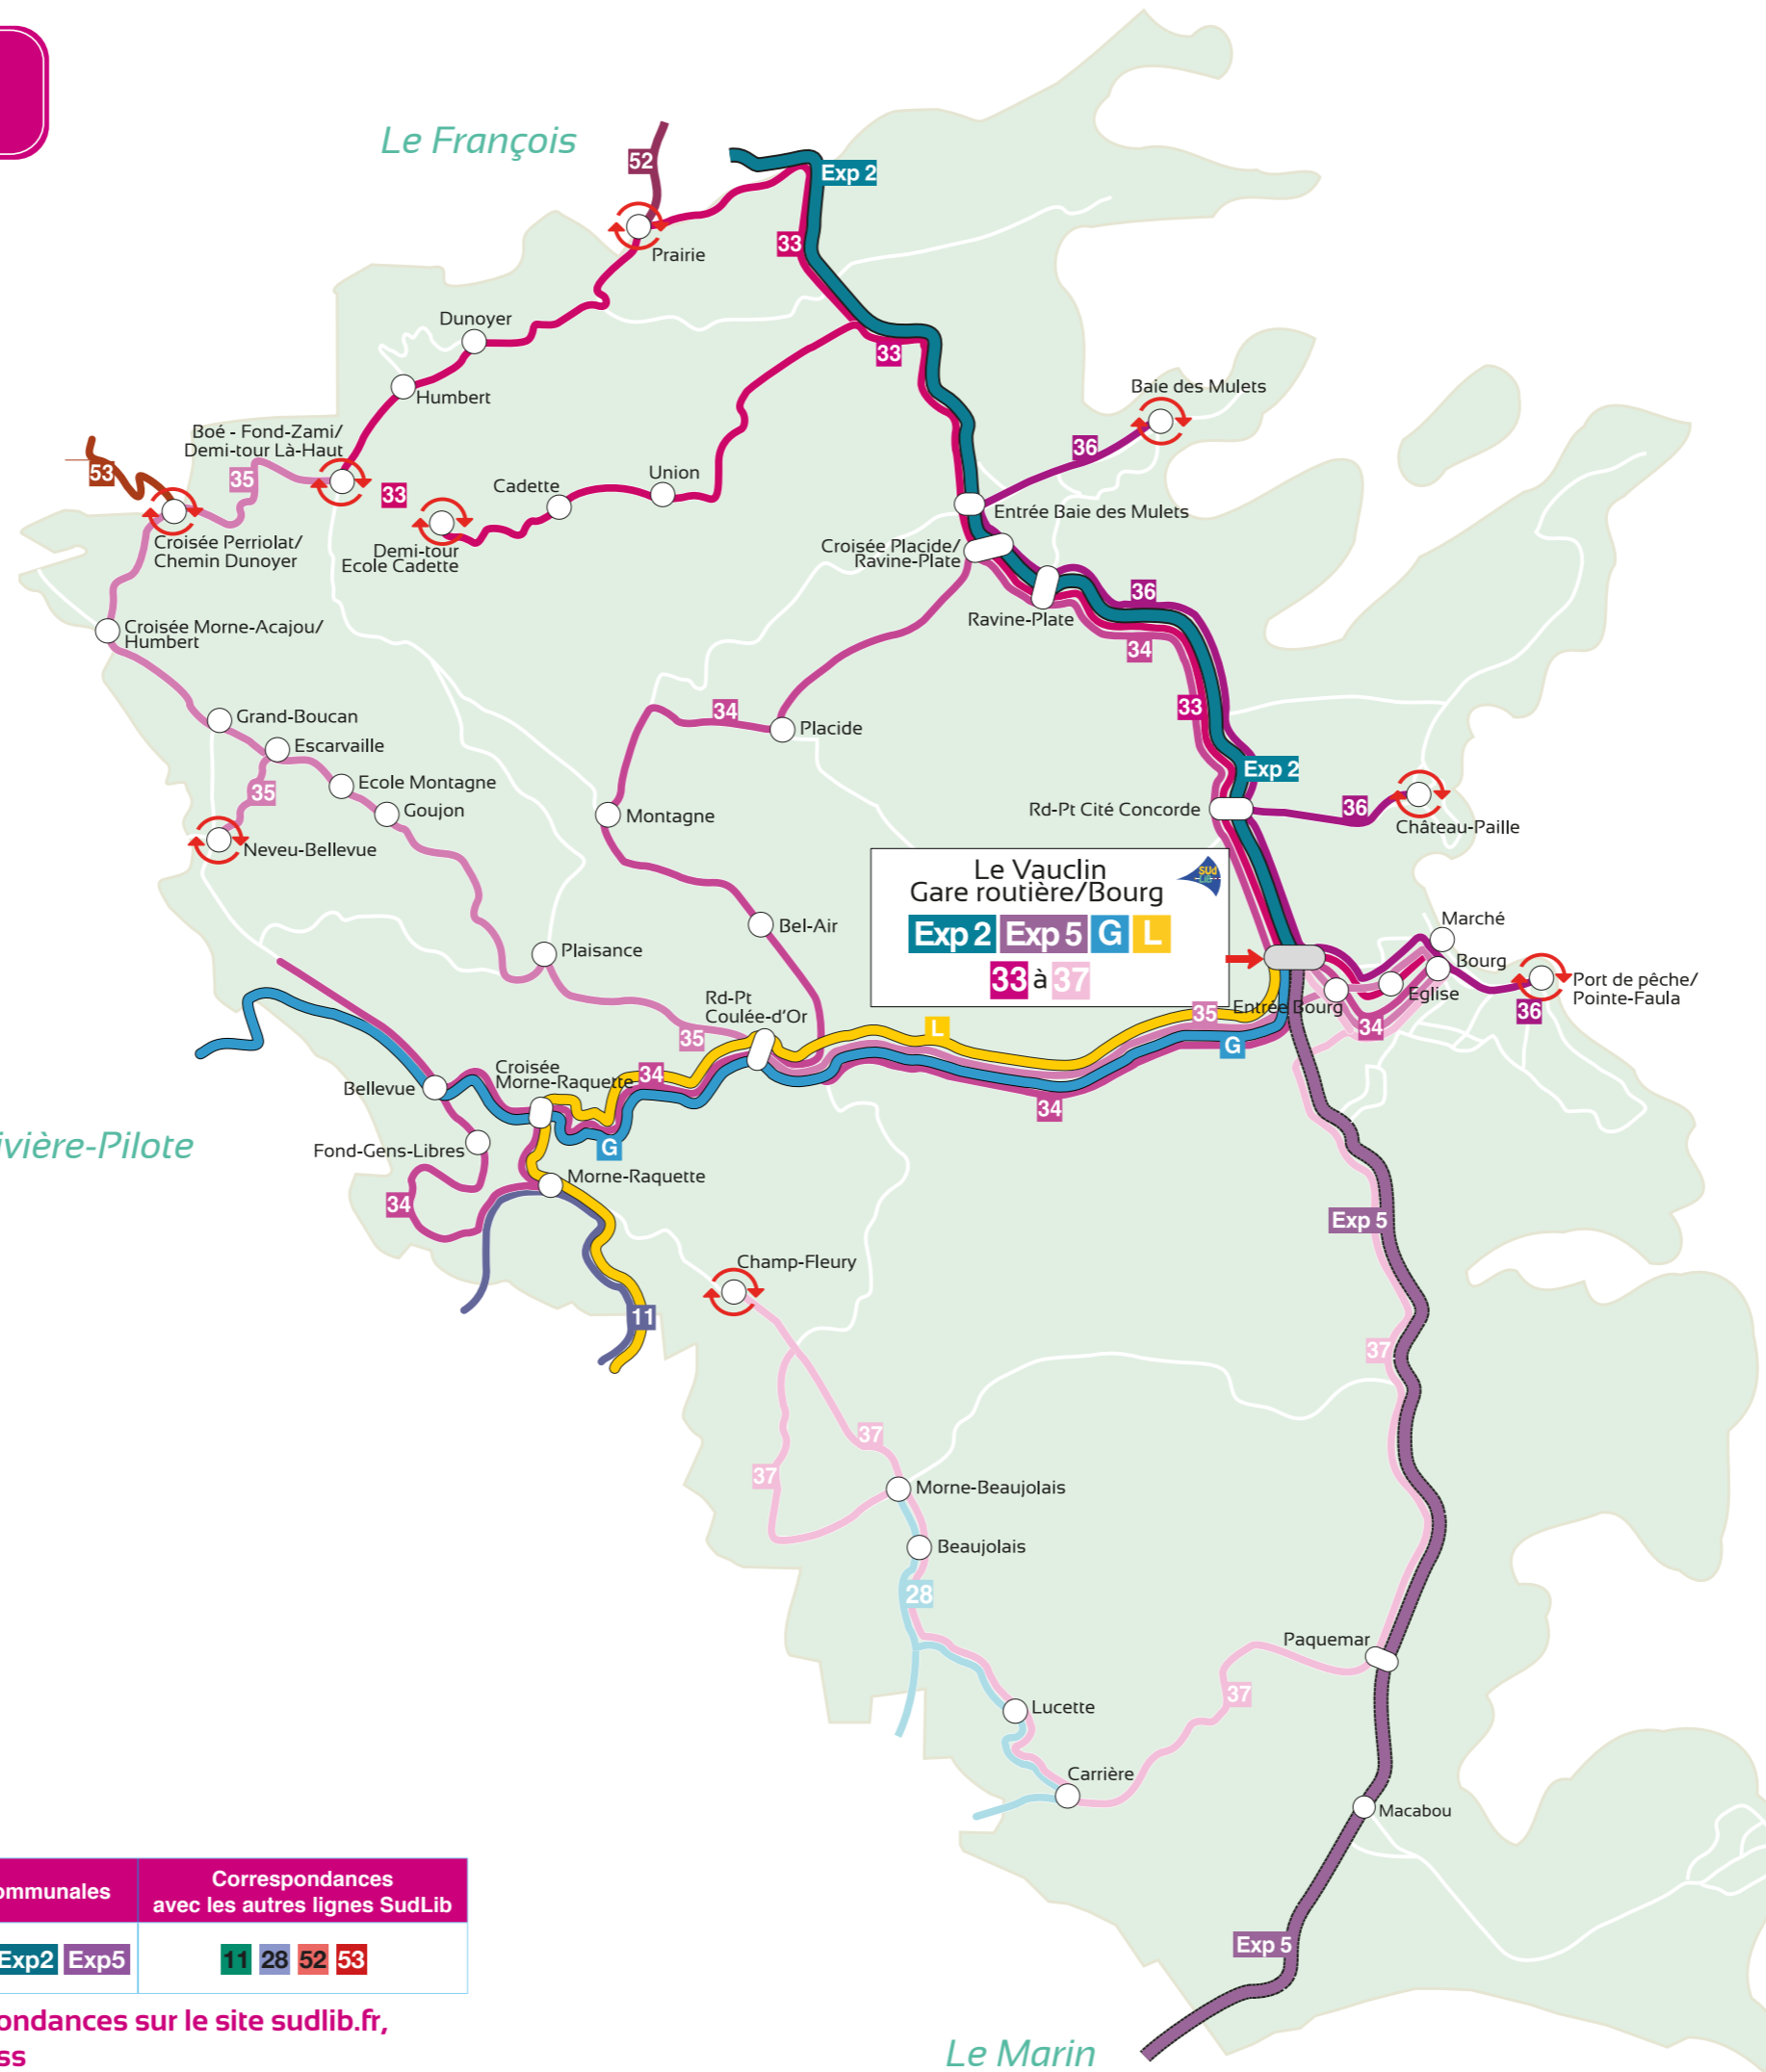 Le François
52
Exp 2
33
Prairie
Dunoyer
33
Humbert
Baie des Mulets
36
Boé - Fond-Zami/
Demi-tour Là-Haut
53
35
33
Cadette
Union
Entrée Baie des Mulets
Croisée Perriolat/
Chemin Dunoyer
Demi-tour
Ecole Cadette
Croisée Placide/
Ravine-Plate
36
Ravine-Plate
34
Croisée Morne-Acajou/
Humbert
33
34
Placide
Grand-Boucan
Escarvaille
Exp 2
Ecole Montagne
35
Goujon
Montagne
Rd-Pt Cité Concorde
36
Château-Paille
Neveu-Bellevue
Le Vauclin
Gare routière/Bourg
SUd
LIB
Exp 2 Exp 5 G L
33 à 37
Marché
Bel-Air
Plaisance
Bourg
Port de pêche/
Pointe-Faula
Eglise
Entrée Bourg
36
34
Rd-Pt
Coulée-d'Or
35
L
35
G
Croisée
Morne-Raquette
34
Bellevue
34
ivière-Pilote
Fond-Gens-Libres
G
Morne-Raquette
34
Exp 5
Champ-Fleury
11
37
37
37
Morne-Beaujolais
Beaujolais
28
Paquemar
37
Lucette
Carrière
Macabou
ommunales
Correspondances
avec les autres lignes SudLib
Exp2 Exp5
11 28 52 53
Exp 5
ondances sur le site sudlib.fr,
ss
Le Marin